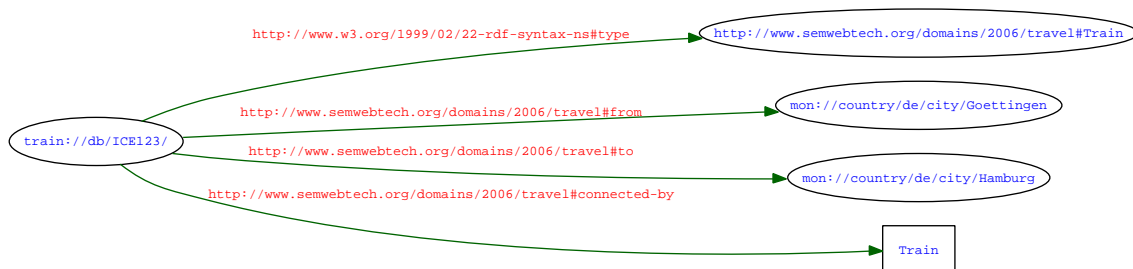 http://www.w3.org/1999/02/22-rdf-syntax-ns#type
http://www.semwebtech.org/domains/2006/travel#Train
http://www.semwebtech.org/domains/2006/travel#from
mon://country/de/city/Goettingen
train://db/ICE123/
http://www.semwebtech.org/domains/2006/travel#to
mon://country/de/city/Hamburg
http://www.semwebtech.org/domains/2006/travel#connected-by
Train